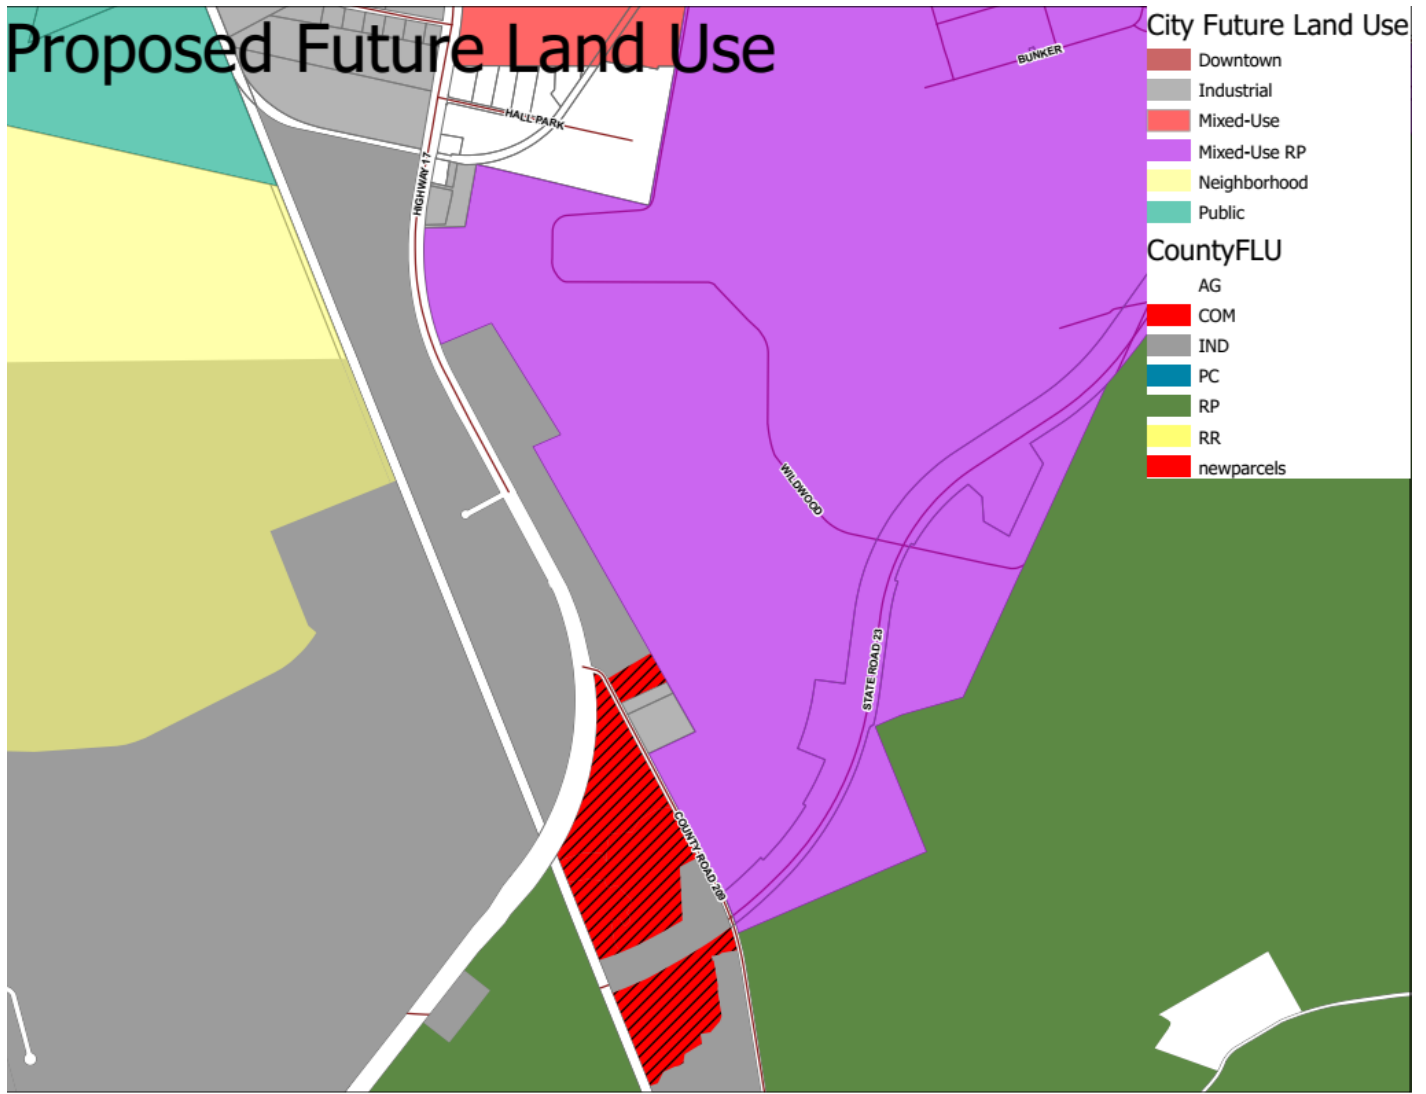 Proposed Future Land Use
City Future Land Use
Downtown
Industrial
Mixed-Use
Mixed-Use RP
Neighborhood
Public
CountyFLU
AG
COM
IND
PC
RP
RR
newparcels
BUNKER
HALL PARK
HIGHWAY 17
WILDWOOD
STATE ROAD 23
COUNTY ROAD 209